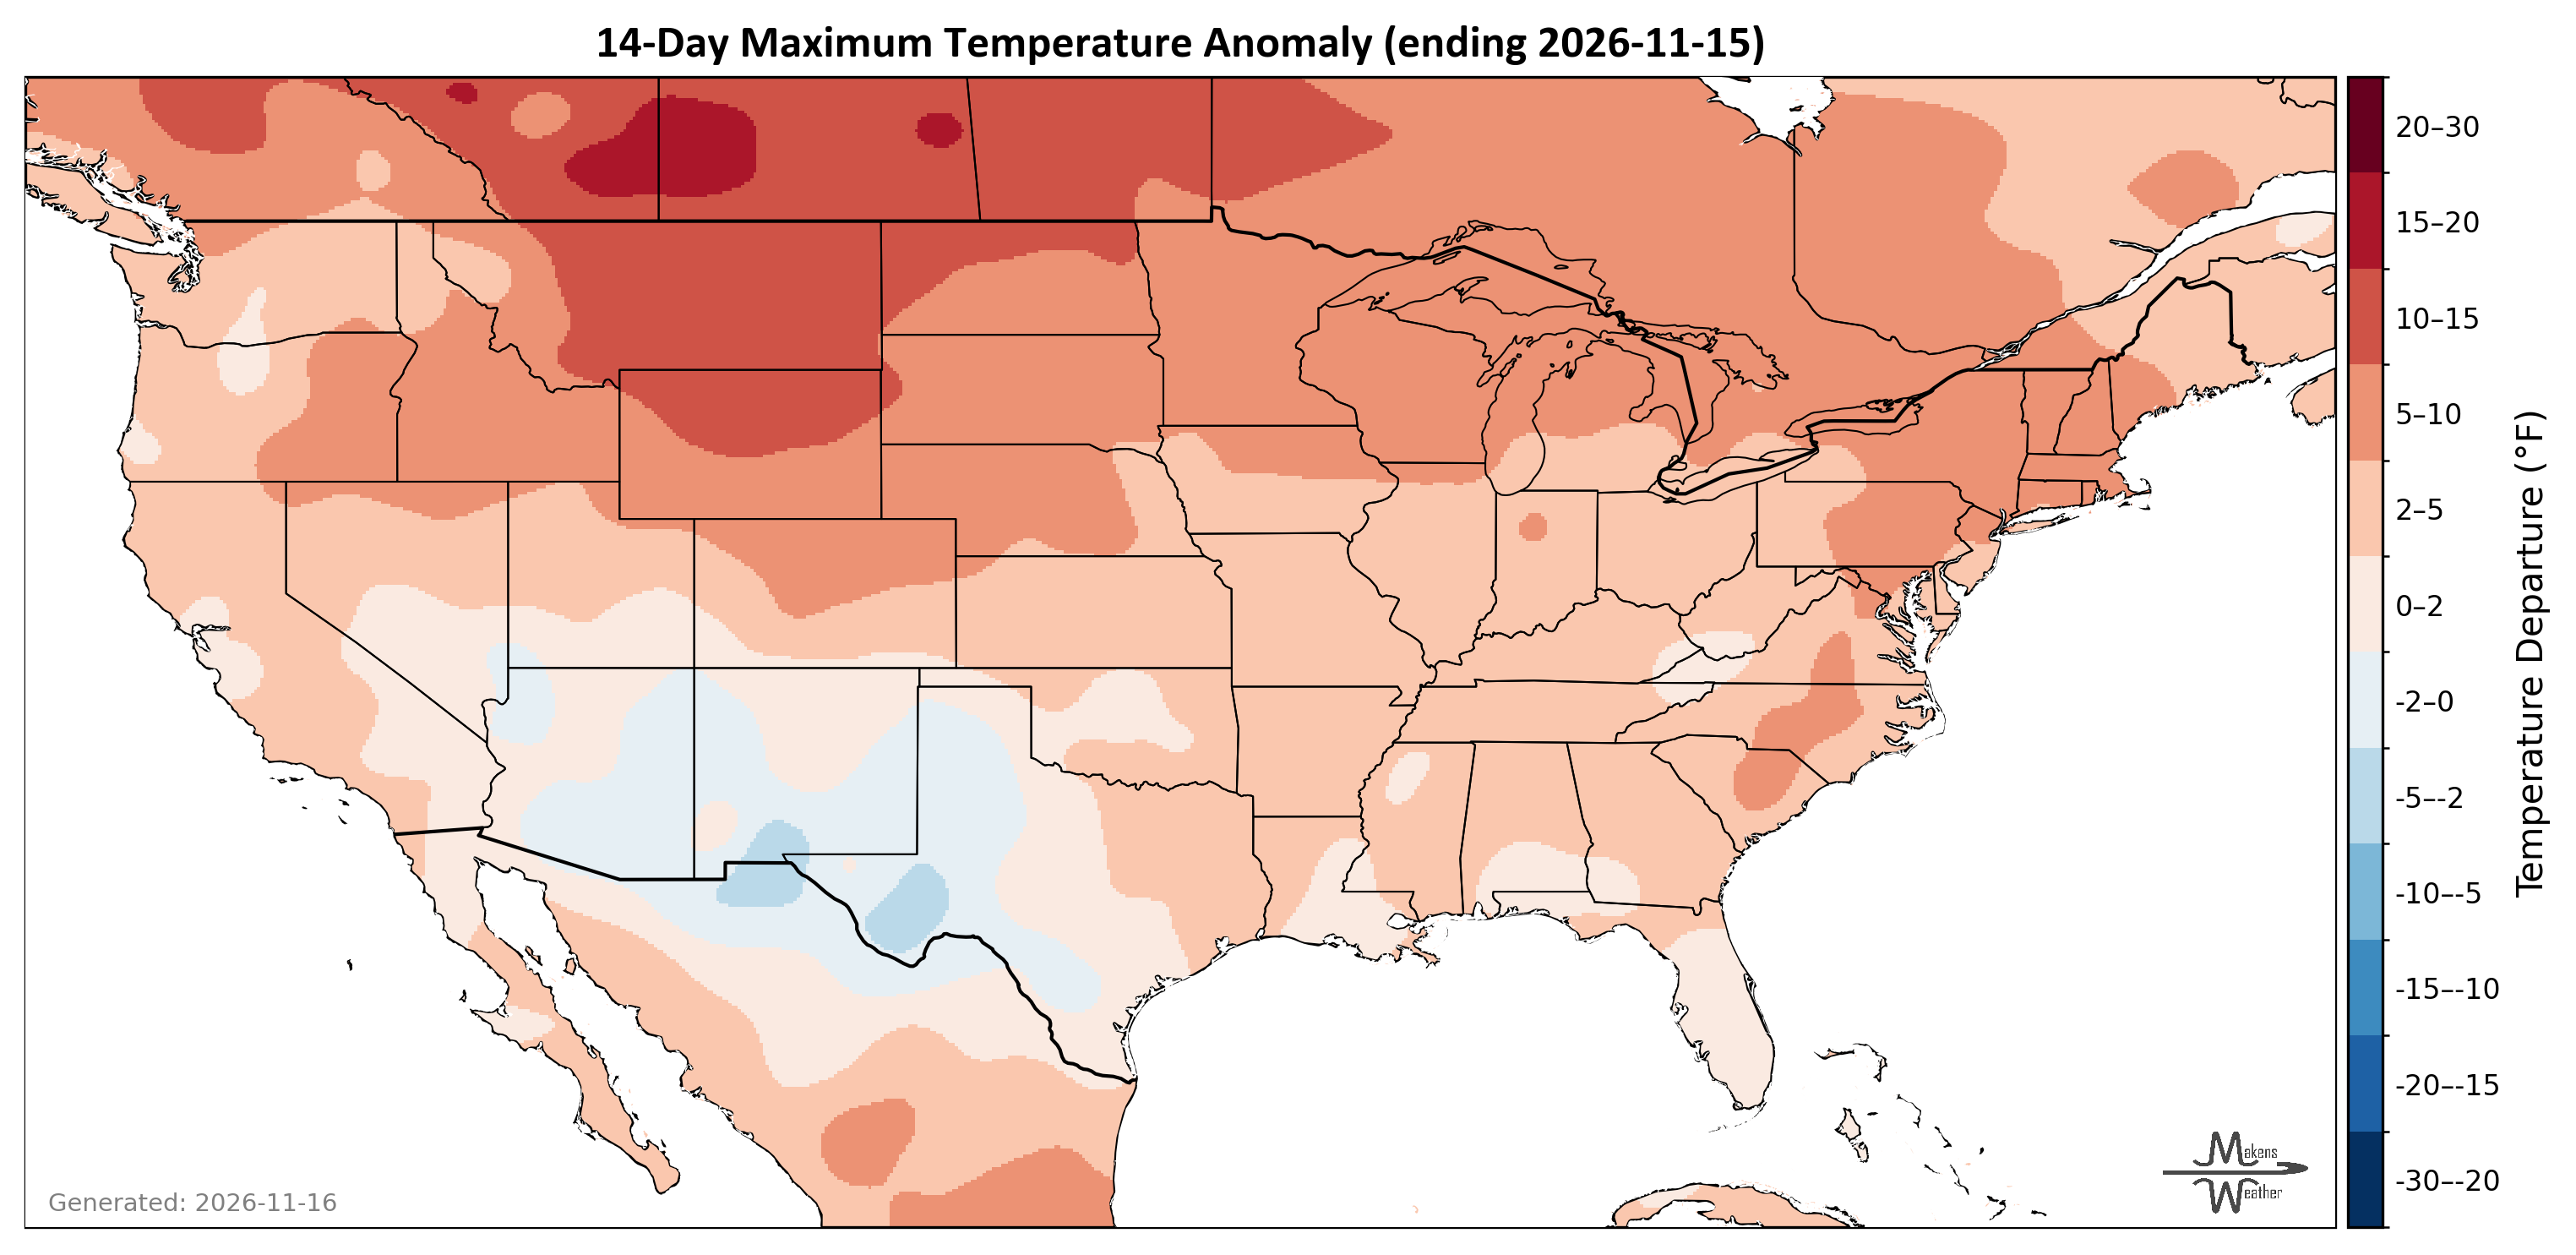 14-Day Maximum Temperature Anomaly (ending 2026-11-15)
20–30
15–20
10–15
5–10
2–5
0–2
-2–0
-5–-2
-10–-5
-15–-10
-20–-15
-30–-20
Temperature Departure (°F)
Generated: 2026-11-16
Makens
Weather